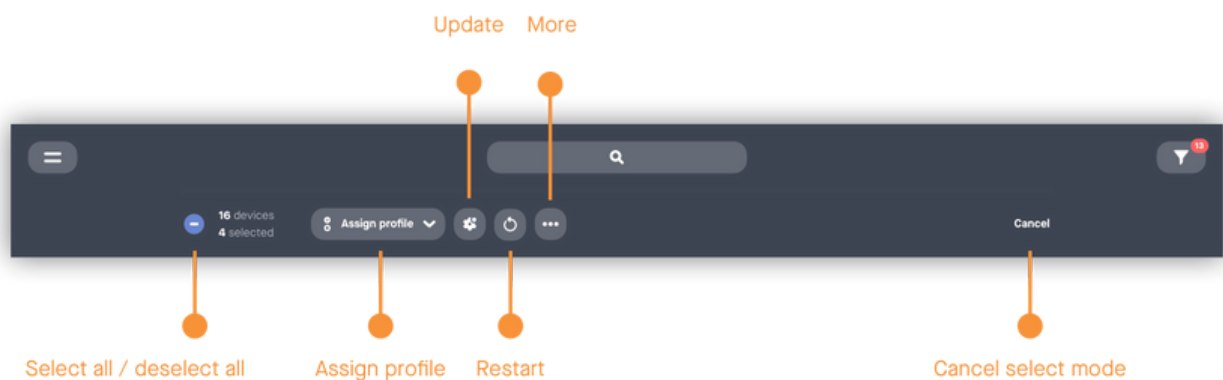 Update More
13
16 devices
4 selected
Assign profile
Cancel
Select all / deselect all Assign profile Restart Cancel select mode